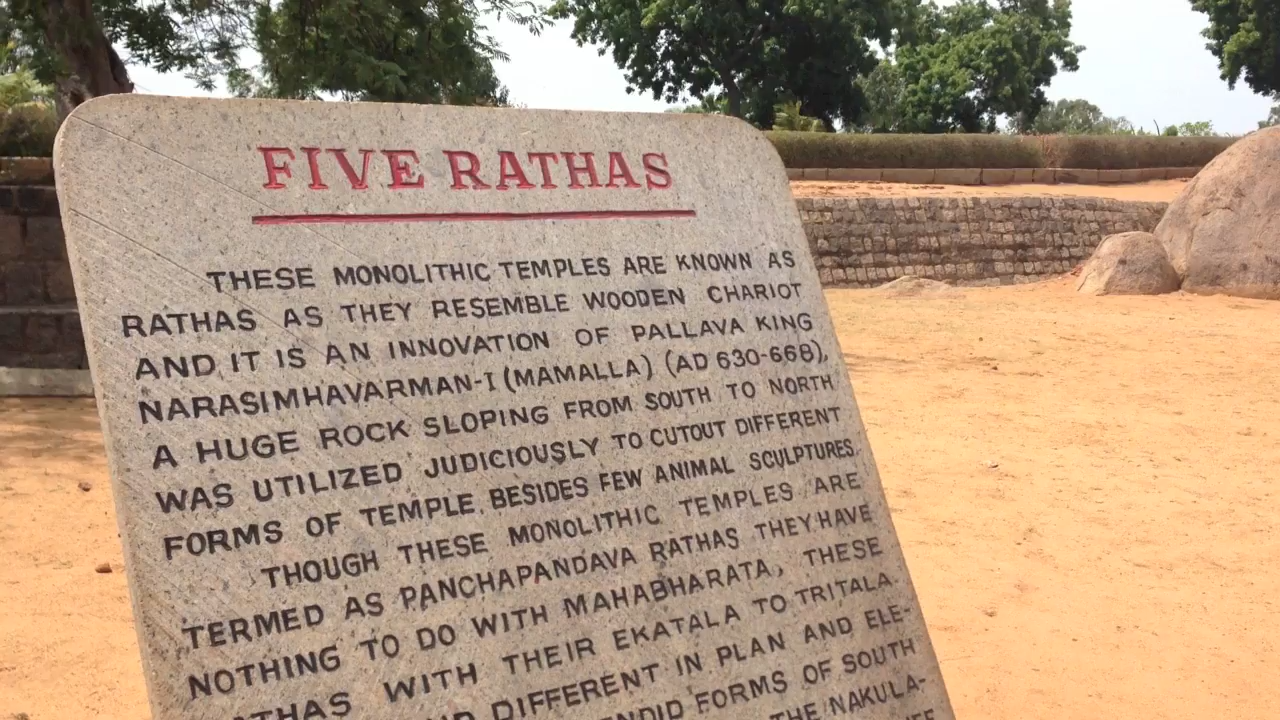 FIVE RATHAS
THESE MONOLITHIC TEMPLES ARE KNOWN AS
RATHAS AS THEY RESEMBLE WOODEN CHARIOT
AND IT IS AN INNOVATION OF PALLAVA KING
NARASIMHAVARMAN-I (MAMALLA) (AD 630-668),
A HUGE ROCK SLOPING FROM SOUTH TO NORTH
WAS UTILIZED JUDICIOUSLY TO CUTOUT DIFFERENT
FORMS OF TEMPLE BESIDES FEW ANIMAL SCULPTURES.
THOUGH THESE MONOLITHIC TEMPLES ARE
TERMED AS PANCHAPANDAVA RATHAS THEY HAVE
NOTHING TO DO WITH MAHABHARATA, THESE
WITH THEIR EKATALA TO TRITALA
DIFFERENT IN PLAN AND ELE-
FORMS OF SOUTH
THE NAKULA-